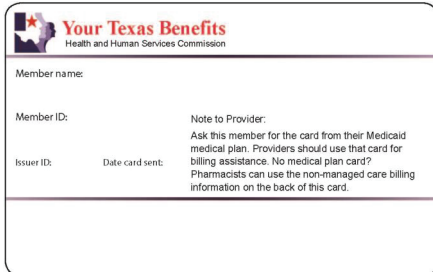 Your Texas Benefits
Health and Human Services Commission
Member name:
Member ID:
Note to Provider:
Ask this member for the card from their Medicaid
medical plan. Providers should use that card for
billing assistance. No medical plan card?
Pharmacists can use the non-managed care billing
information on the back of this card.
Issuer ID:
Date card sent: